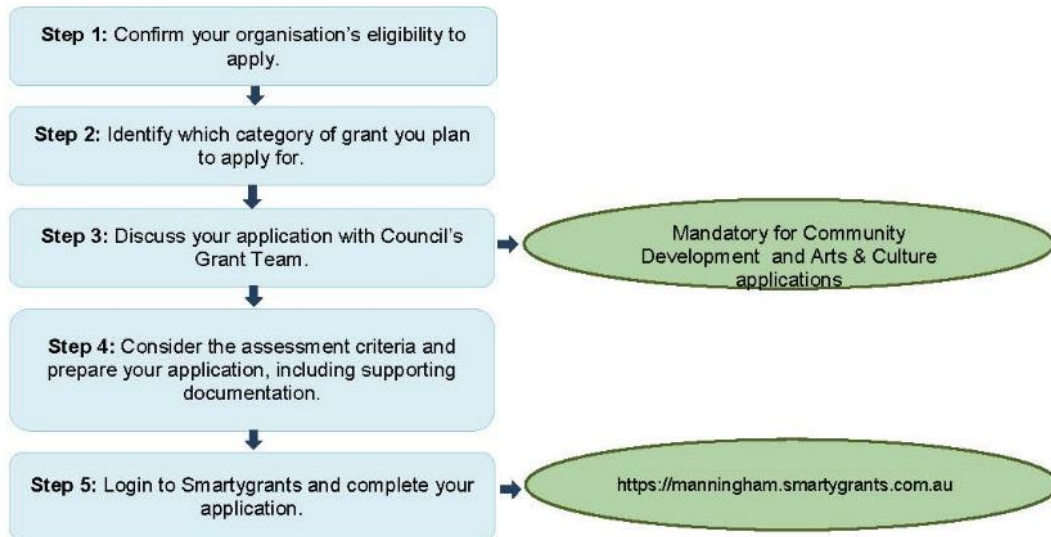 Step 1: Confirm your organisation's eligibility to
apply.
Step 2: Identify which category of grant you plan
to apply for.
Step 3: Discuss your application with Council's
Grant Team.
Mandatory for Community
Development and Arts & Culture
applications
Step 4: Consider the assessment criteria and
prepare your application, including supporting
documentation.
Step 5: Login to Smartygrants and complete your
application.
https://manningham.smartygrants.com.au